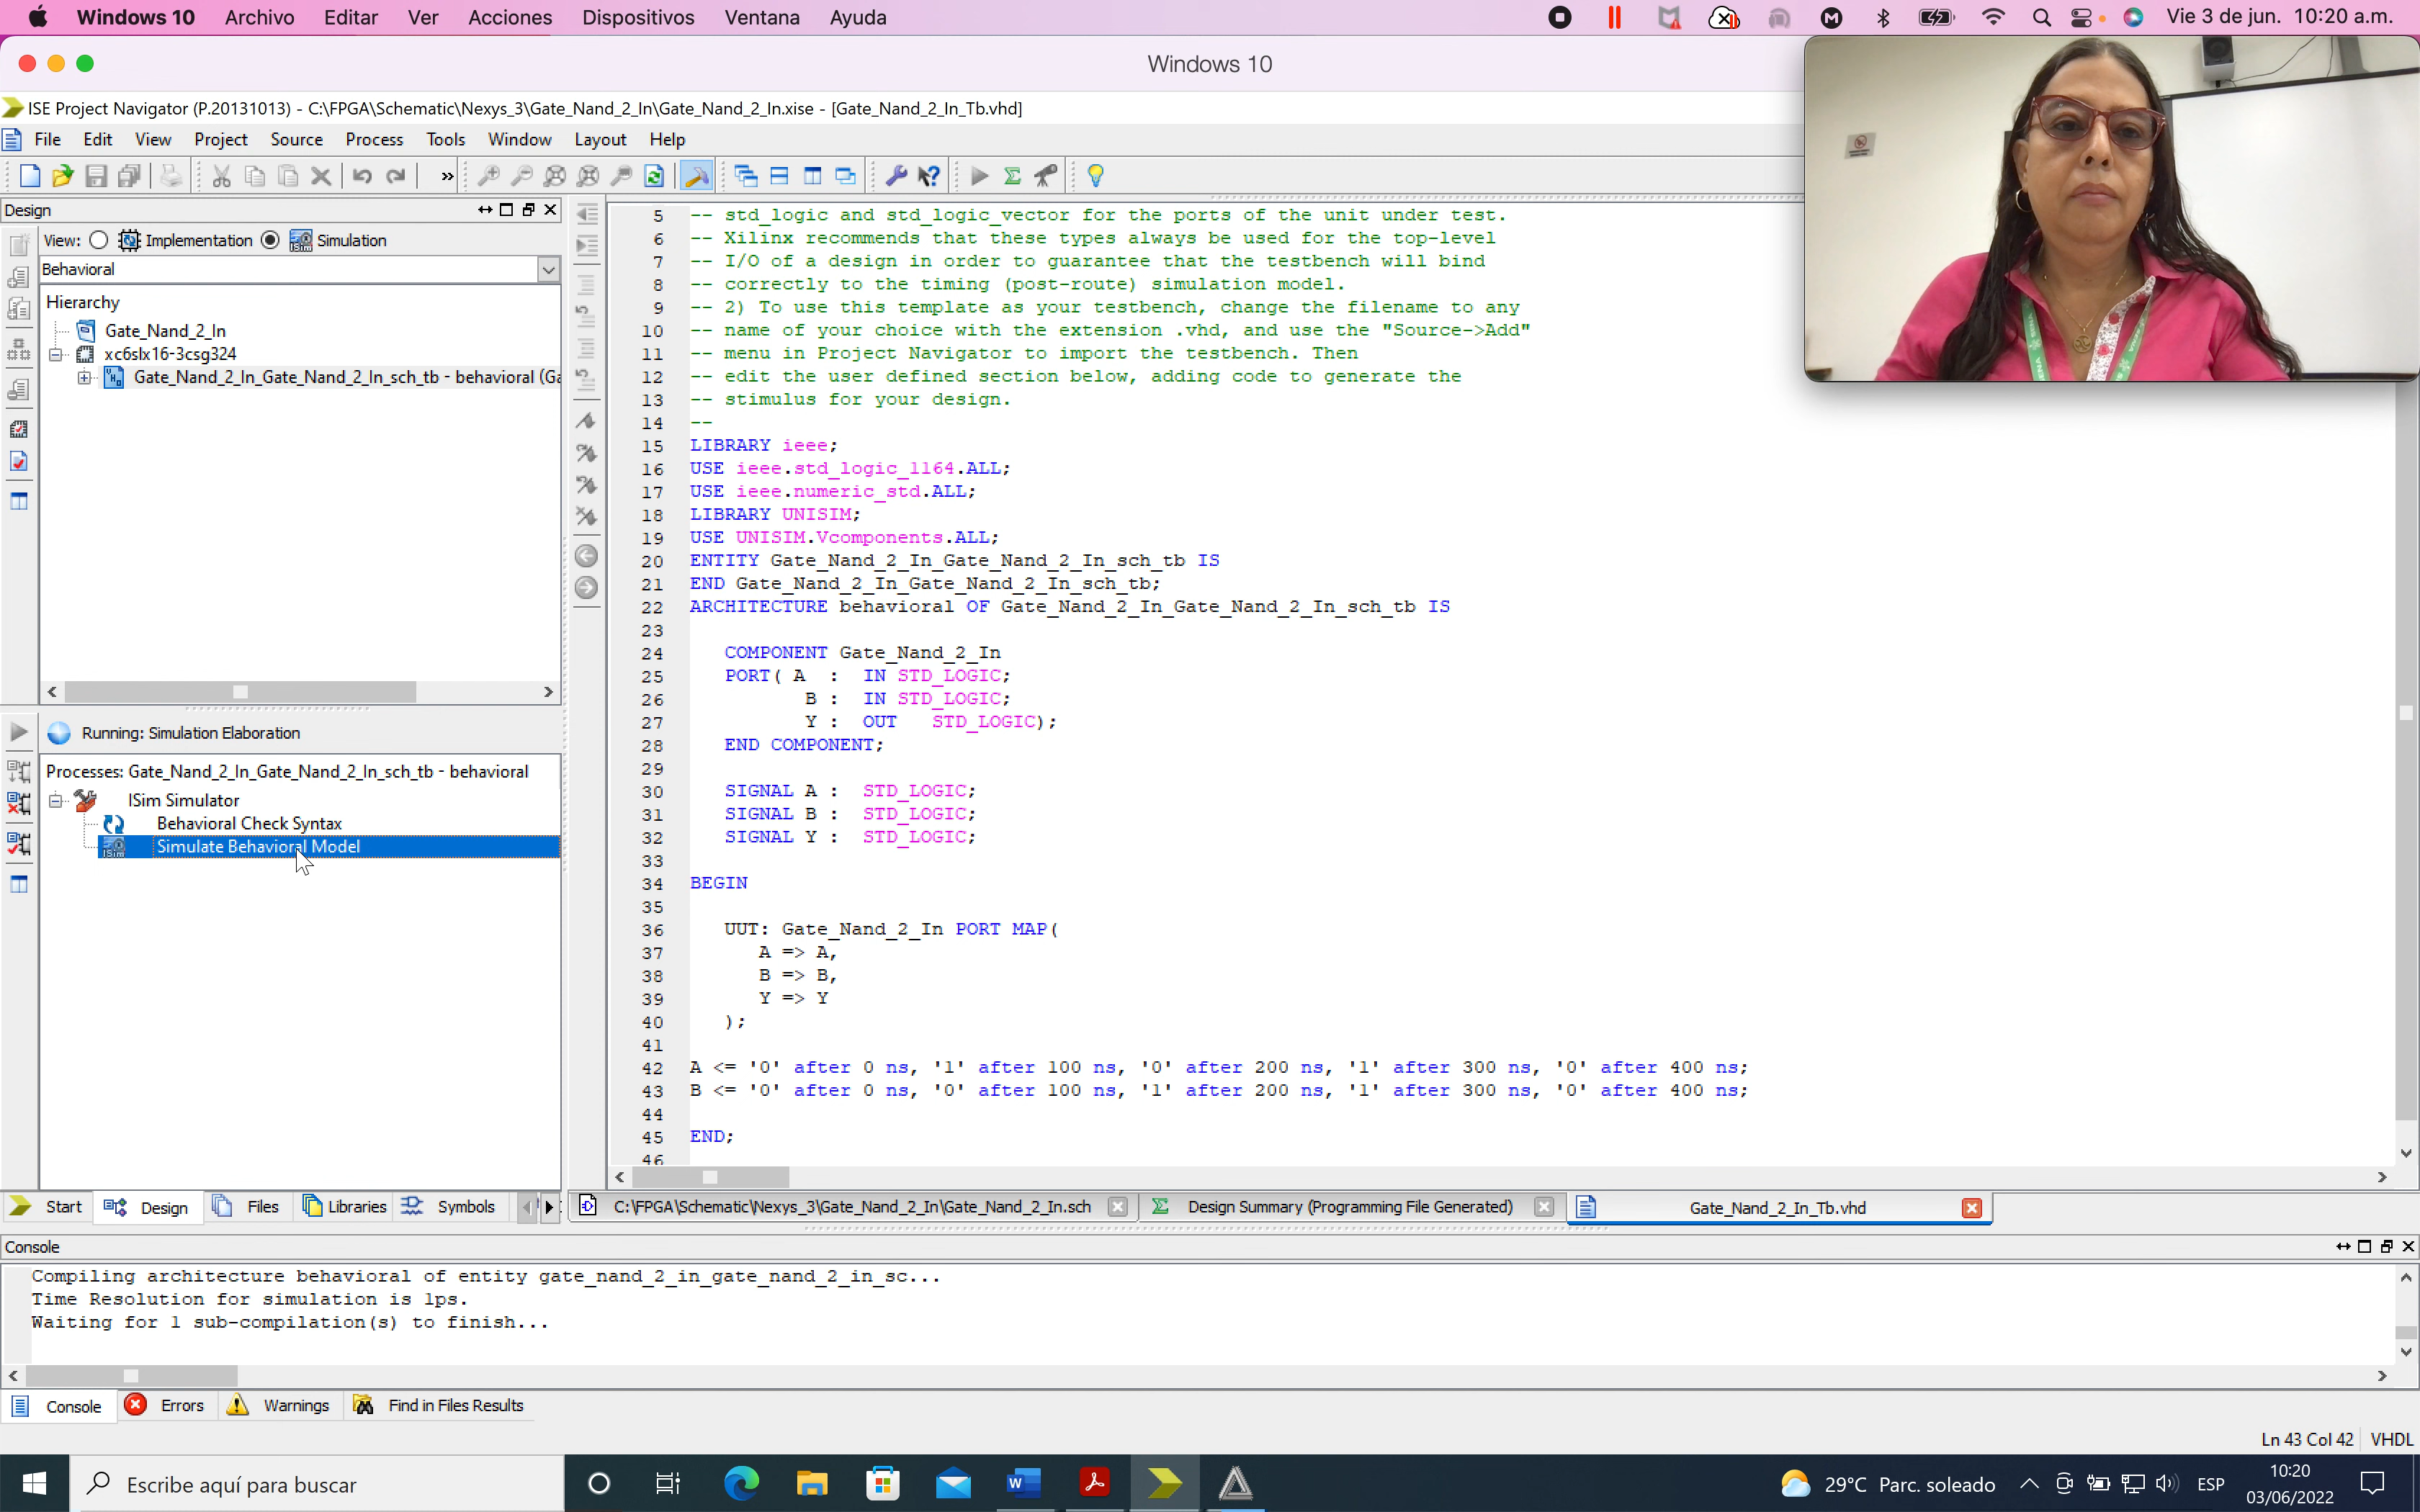 Windows 10 Archivo Editar Ver Acciones Dispositivos Ventana Ayuda Vie 3 de jun. 10:20 a.m.
Windows 10
ISE Project Navigator (P.20131013) - C:\FPGA\Schematic\Nexys_3\Gate_Nand_2_In\Gate_Nand_2_In.xise - [Gate_Nand_2_In_Tb.vhd]
File Edit View Project Source Process Tools Window Layout Help
Design
View: Implementation Simulation
Behavioral
Hierarchy
Gate_Nand_2_In
xc6slx16-3csg324
Gate_Nand_2_In_Gate_Nand_2_In_sch_tb - behavioral (Ga
Running: Simulation Elaboration
Processes: Gate_Nand_2_In_Gate_Nand_2_In_sch_tb - behavioral
ISim Simulator
Behavioral Check Syntax
Simulate Behavioral Model
Start Design Files Libraries Symbols
5 -- std_logic and std_logic_vector for the ports of the unit under test.
6 -- Xilinx recommends that these types always be used for the top-level
7 -- I/O of a design in order to guarantee that the testbench will bind
8 -- correctly to the timing (post-route) simulation model.
9 -- 2) To use this template as your testbench, change the filename to any
10 -- name of your choice with the extension .vhd, and use the "Source->Add"
11 -- menu in Project Navigator to import the testbench. Then
12 -- edit the user defined section below, adding code to generate the
13 -- stimulus for your design.
14 --
15 LIBRARY ieee;
16 USE ieee.std_logic_1164.ALL;
17 USE ieee.numeric_std.ALL;
18 LIBRARY UNISIM;
19 USE UNISIM.Vcomponents.ALL;
20 ENTITY Gate_Nand_2_In_Gate_Nand_2_In_sch_tb IS
21 END Gate_Nand_2_In_Gate_Nand_2_In_sch_tb;
22 ARCHITECTURE behavioral OF Gate_Nand_2_In_Gate_Nand_2_In_sch_tb IS
23
24 COMPONENT Gate_Nand_2_In
25 PORT( A : IN STD_LOGIC;
26 B : IN STD_LOGIC;
27 Y : OUT STD_LOGIC);
28 END COMPONENT;
29
30 SIGNAL A : STD_LOGIC;
31 SIGNAL B : STD_LOGIC;
32 SIGNAL Y : STD_LOGIC;
33
34 BEGIN
35
36 UUT: Gate_Nand_2_In PORT MAP(
37 A => A,
38 B => B,
39 Y => Y
40 );
41
42 A <= '0' after 0 ns, '1' after 100 ns, '0' after 200 ns, '1' after 300 ns, '0' after 400 ns;
43 B <= '0' after 0 ns, '0' after 100 ns, '1' after 200 ns, '1' after 300 ns, '0' after 400 ns;
44
45 END;
46
C:\FPGA\Schematic\Nexys_3\Gate_Nand_2_In\Gate_Nand_2_In.sch Design Summary (Programming File Generated) Gate_Nand_2_In_Tb.vhd
Console
Compiling architecture behavioral of entity gate_nand_2_in_gate_nand_2_in_sc...
Time Resolution for simulation is 1ps.
Waiting for 1 sub-compilation(s) to finish...
Console Errors Warnings Find in Files Results
Ln 43 Col 42 VHDL
Escribe aquí para buscar
29°C Parc. soleado ESP
10:20
03/06/2022